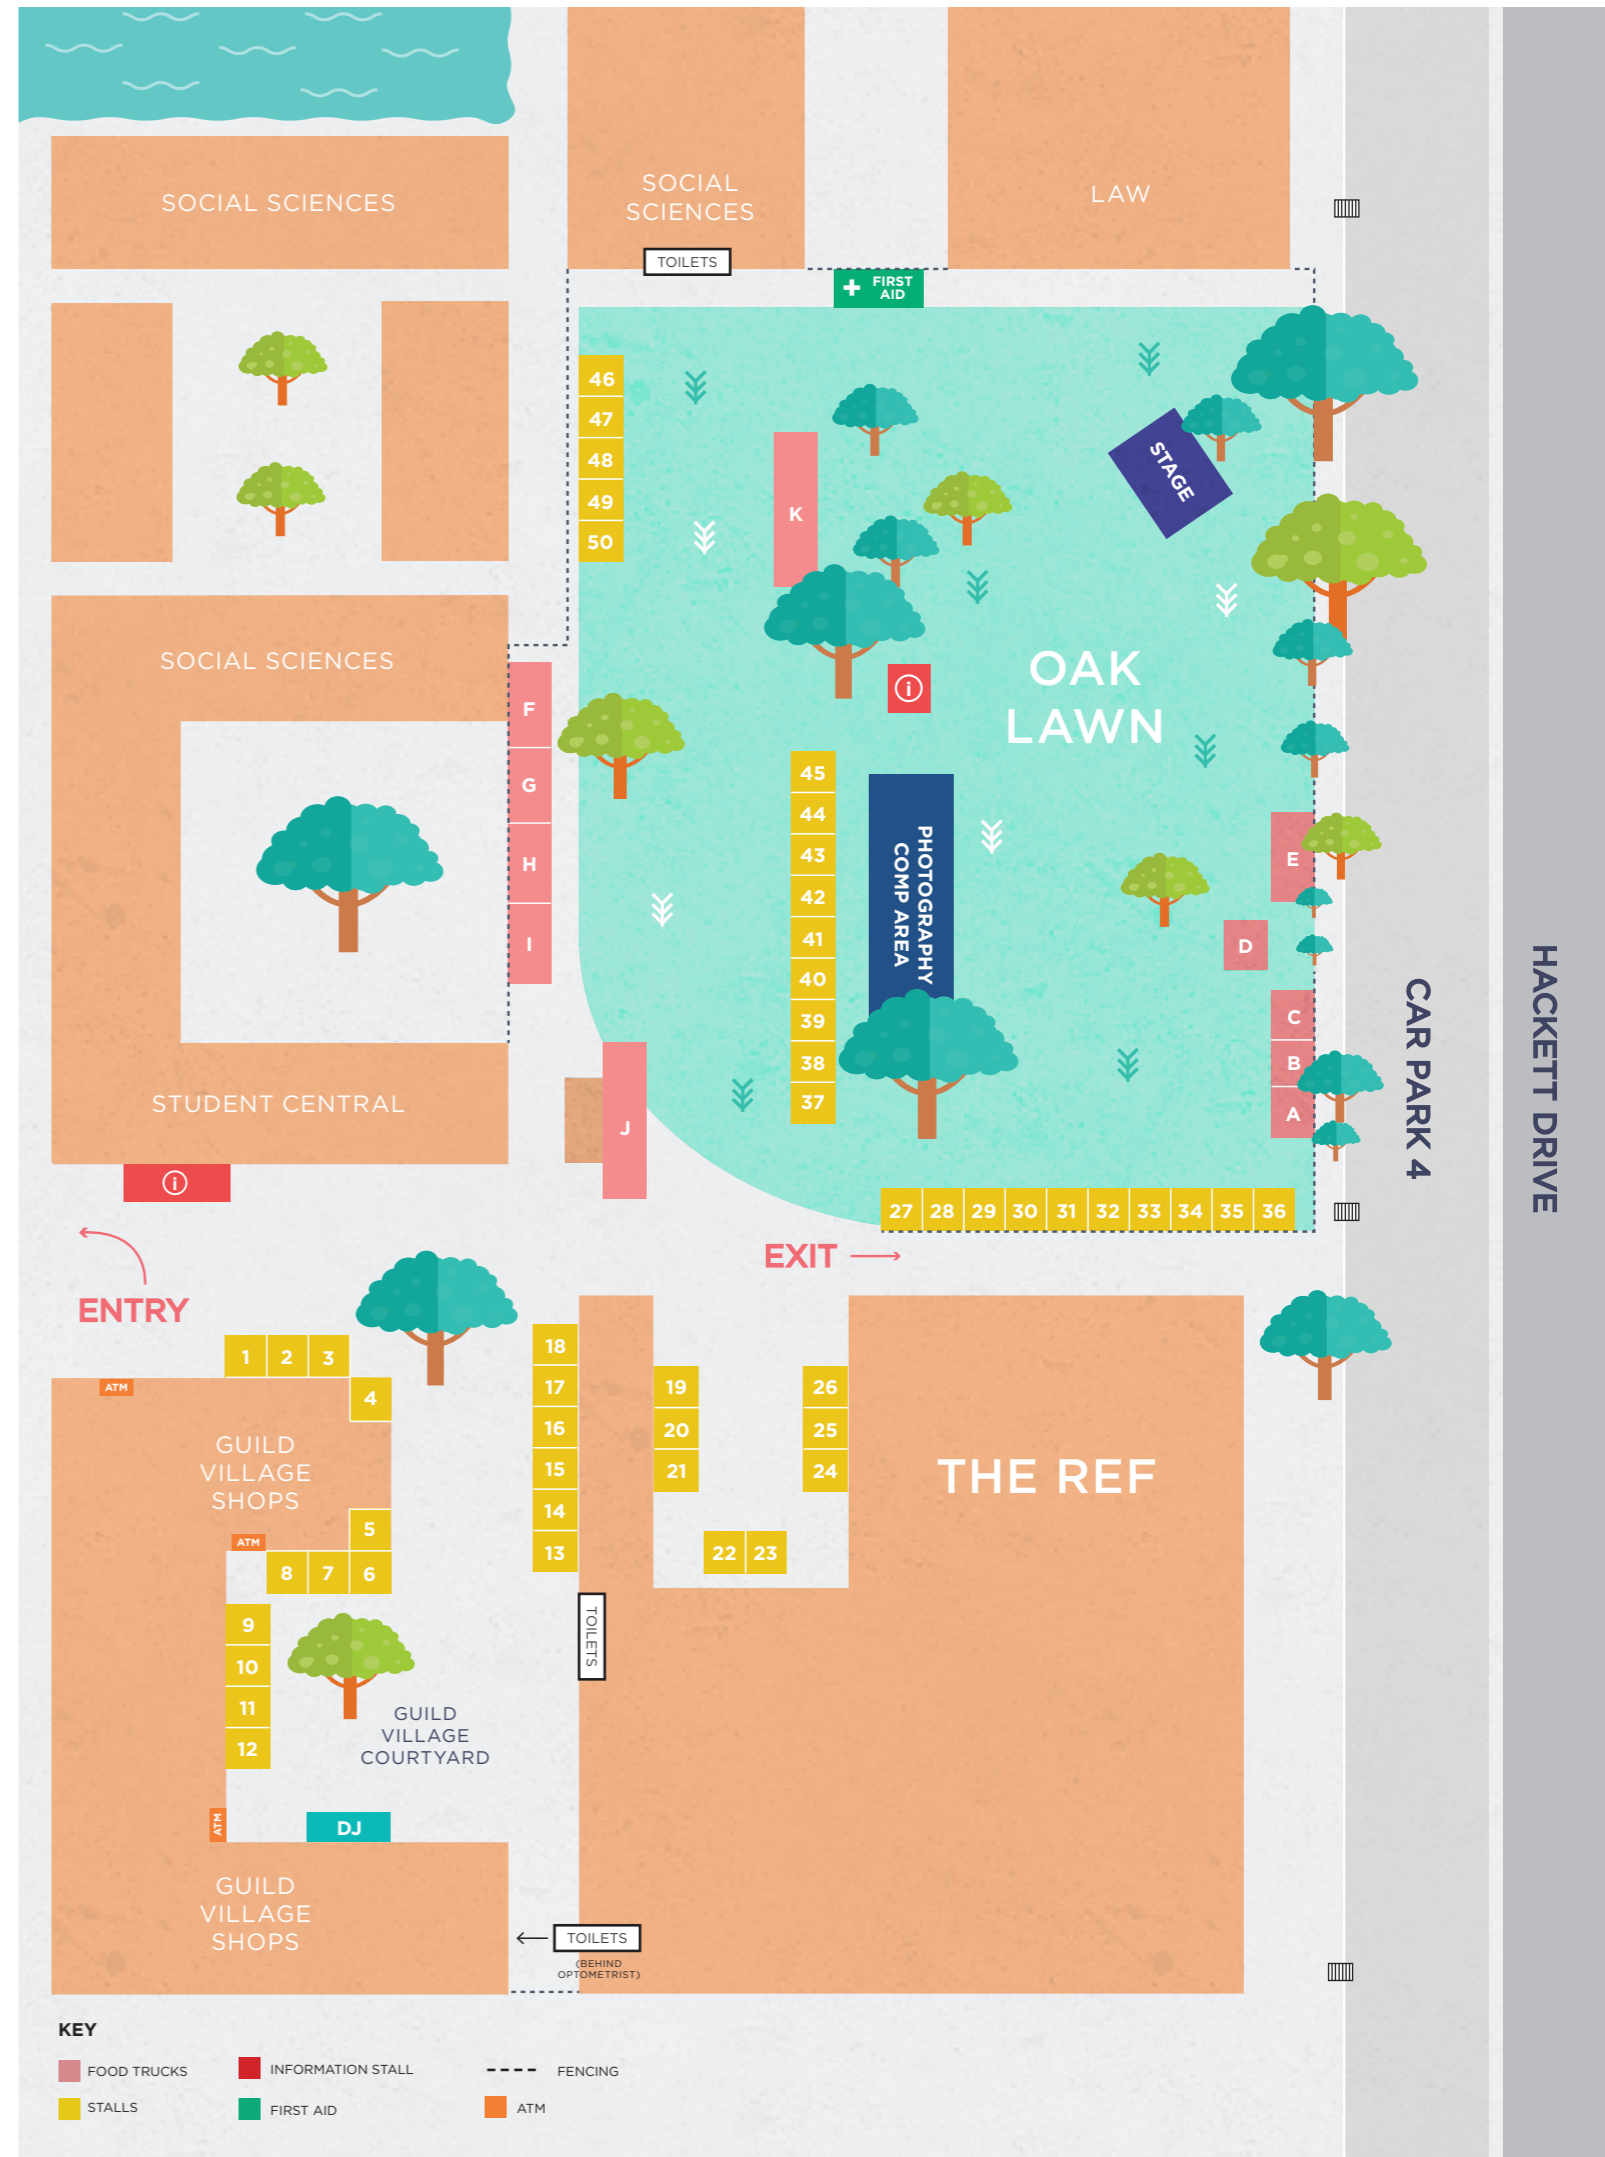 SOCIAL SCIENCES
SOCIAL
SCIENCES
LAW
TOILETS
FIRST
AID
46
47
48
49
50
K
STAGE
OAK
LAWN
SOCIAL SCIENCES
F
G
H
I
J
45
44
43
42
41
40
39
38
37
PHOTOGRAPHY
COMP AREA
E
D
C
B
A
CAR PARK 4
HACKETT DRIVE
STUDENT CENTRAL
i
i
27 28 29 30 31 32 33 34 35 36
EXIT
ENTRY
1 2 3
4
ATM
GUILD
VILLAGE
SHOPS
5
ATM
8 7 6
9
10
11
12
18
17
16
15
14
13
19
20
21
22 23
26
25
24
THE REF
TOILETS
GUILD
VILLAGE
COURTYARD
ATM
DJ
GUILD
VILLAGE
SHOPS
TOILETS
(BEHIND
OPTOMETRIST)
KEY
FOOD TRUCKS
INFORMATION STALL
FENCING
STALLS
FIRST AID
ATM